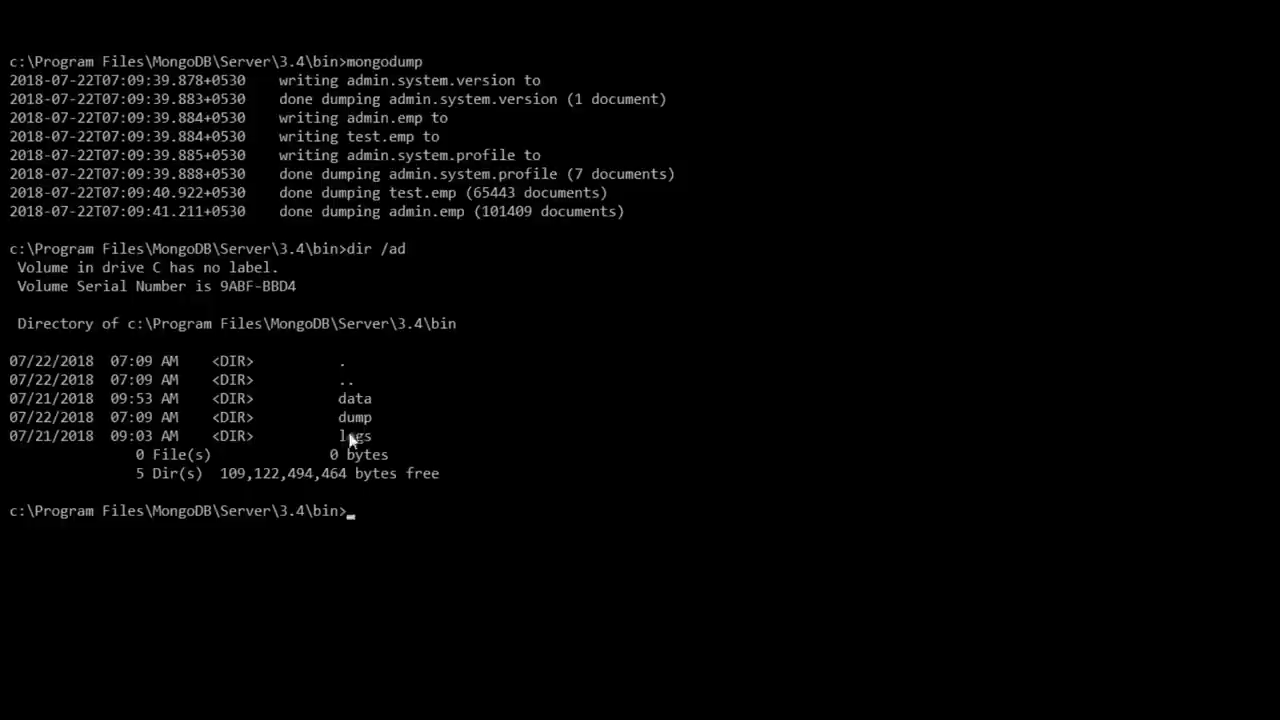 c:\Program Files\MongoDB\Server\3.4\bin>mongodump
2018-07-22T07:09:39.878+0530    writing admin.system.version to
2018-07-22T07:09:39.883+0530    done dumping admin.system.version (1 document)
2018-07-22T07:09:39.884+0530    writing admin.emp to
2018-07-22T07:09:39.884+0530    writing test.emp to
2018-07-22T07:09:39.885+0530    writing admin.system.profile to
2018-07-22T07:09:39.888+0530    done dumping admin.system.profile (7 documents)
2018-07-22T07:09:40.922+0530    done dumping test.emp (65443 documents)
2018-07-22T07:09:41.211+0530    done dumping admin.emp (101409 documents)
c:\Program Files\MongoDB\Server\3.4\bin>dir /ad
 Volume in drive C has no label.
 Volume Serial Number is 9ABF-BBD4
 Directory of c:\Program Files\MongoDB\Server\3.4\bin
07/22/2018  07:09 AM    <DIR>          .
07/22/2018  07:09 AM    <DIR>          ..
07/21/2018  09:53 AM    <DIR>          data
07/22/2018  07:09 AM    <DIR>          dump
07/21/2018  09:03 AM    <DIR>          logs
               0 File(s)              0 bytes
               5 Dir(s)  109,122,494,464 bytes free
c:\Program Files\MongoDB\Server\3.4\bin>